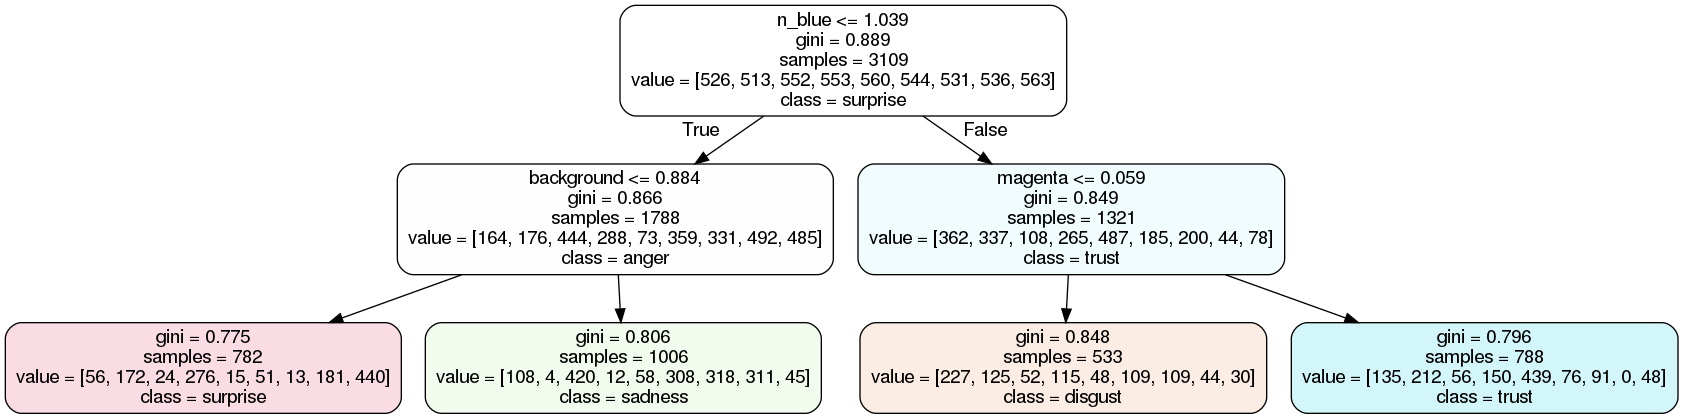 n_blue <= 1.039
gini = 0.889
samples = 3109
value = [526, 513, 552, 553, 560, 544, 531, 536, 563]
class = surprise
True
False
background <= 0.884
gini = 0.866
samples = 1788
value = [164, 176, 444, 288, 73, 359, 331, 492, 485]
class = anger
magenta <= 0.059
gini = 0.849
samples = 1321
value = [362, 337, 108, 265, 487, 185, 200, 44, 78]
class = trust
gini = 0.775
samples = 782
value = [56, 172, 24, 276, 15, 51, 13, 181, 440]
class = surprise
gini = 0.806
samples = 1006
value = [108, 4, 420, 12, 58, 308, 318, 311, 45]
class = sadness
gini = 0.848
samples = 533
value = [227, 125, 52, 115, 48, 109, 109, 44, 30]
class = disgust
gini = 0.796
samples = 788
value = [135, 212, 56, 150, 439, 76, 91, 0, 48]
class = trust